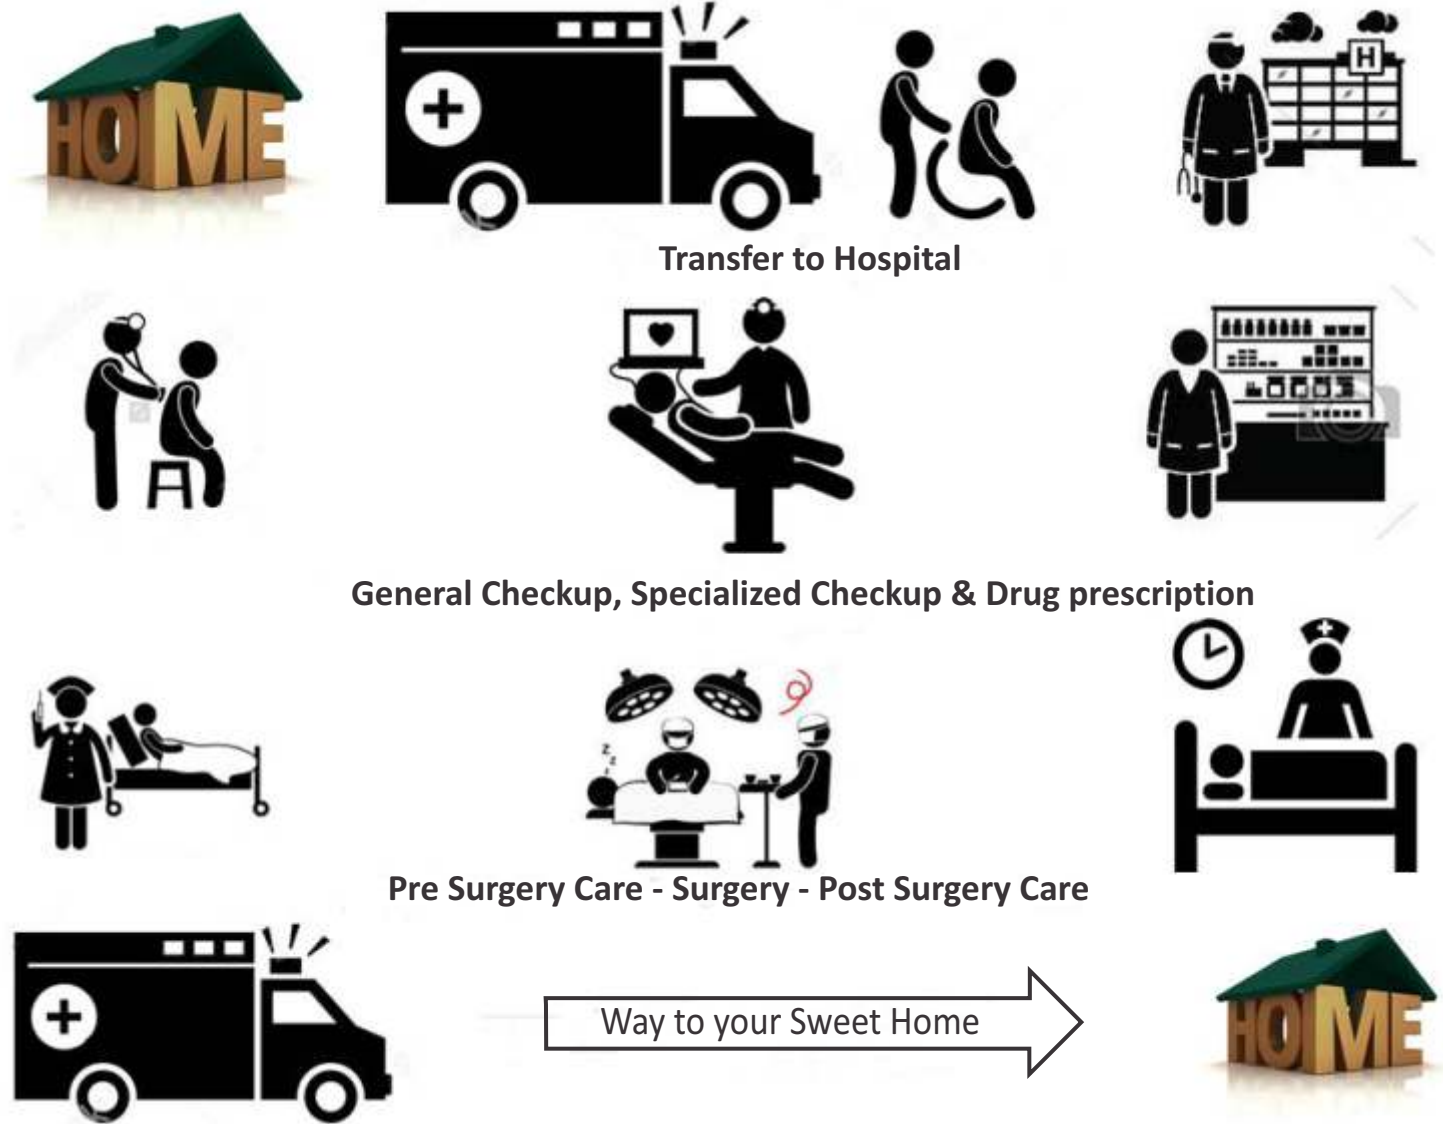 HOME
H
Transfer to Hospital
General Checkup, Specialized Checkup & Drug prescription
z
z
z
Pre Surgery Care - Surgery - Post Surgery Care
Way to your Sweet Home
HOME